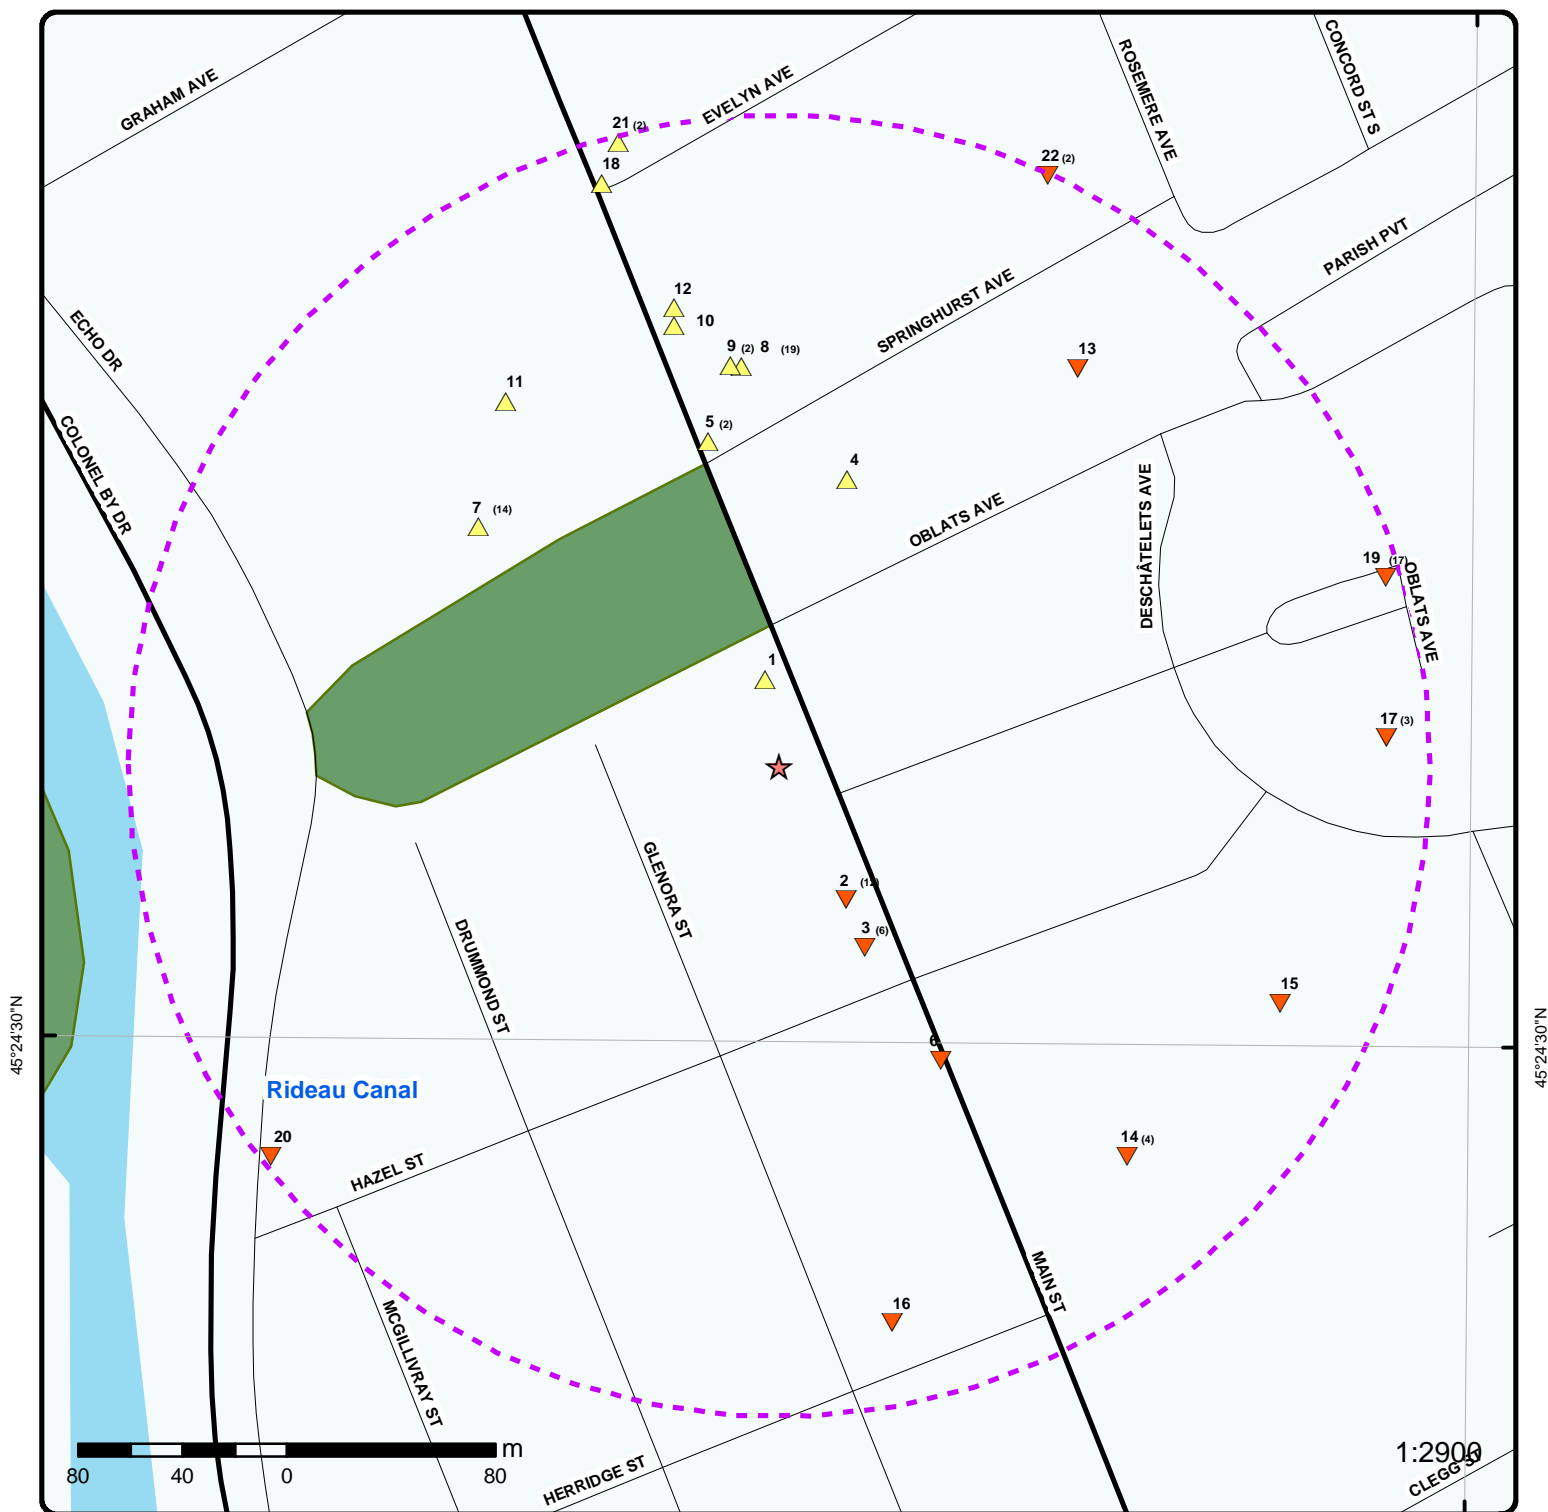 GRAHAM AVE
EVELYN AVE
ROSEMERE AVE
CONCORD ST S
21 (2)
18
22 (2)
PARISH PVT
ECHO DR
12
10
SPRINGHURST AVE
9 (2) 8 (19)
13
11
COLONEL BY DR
5 (2)
4
7 (14)
OBLATS AVE
DESCHÂTELETS AVE
19 (17)
OBLATS AVE
1
17 (3)
GLENORA ST
2 (12)
3 (6)
DRUMMOND ST
15
45°24'30"N
45°24'30"N
6
Rideau Canal
20
14 (4)
HAZEL ST
MAIN ST
16
MCGILLIVRAY ST
m
1:2900
80 40 0 80
HERRIDGE ST
CLEGG ST